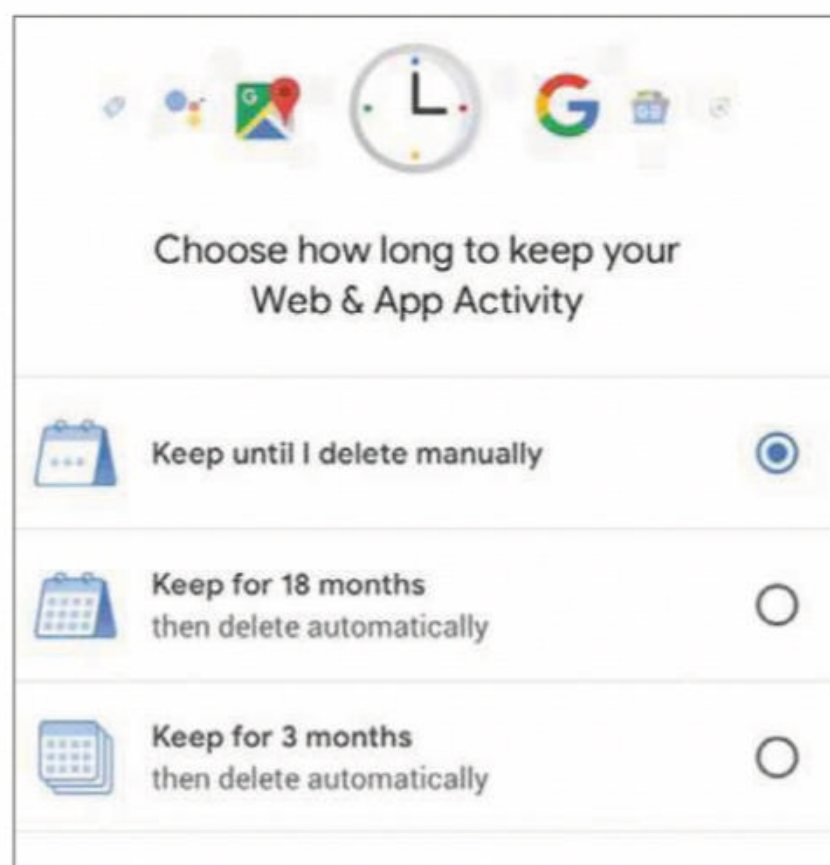 Choose how long to keep your
Web & App Activity
Keep until I delete manually
Keep for 18 months
then delete automatically
Keep for 3 months
then delete automatically